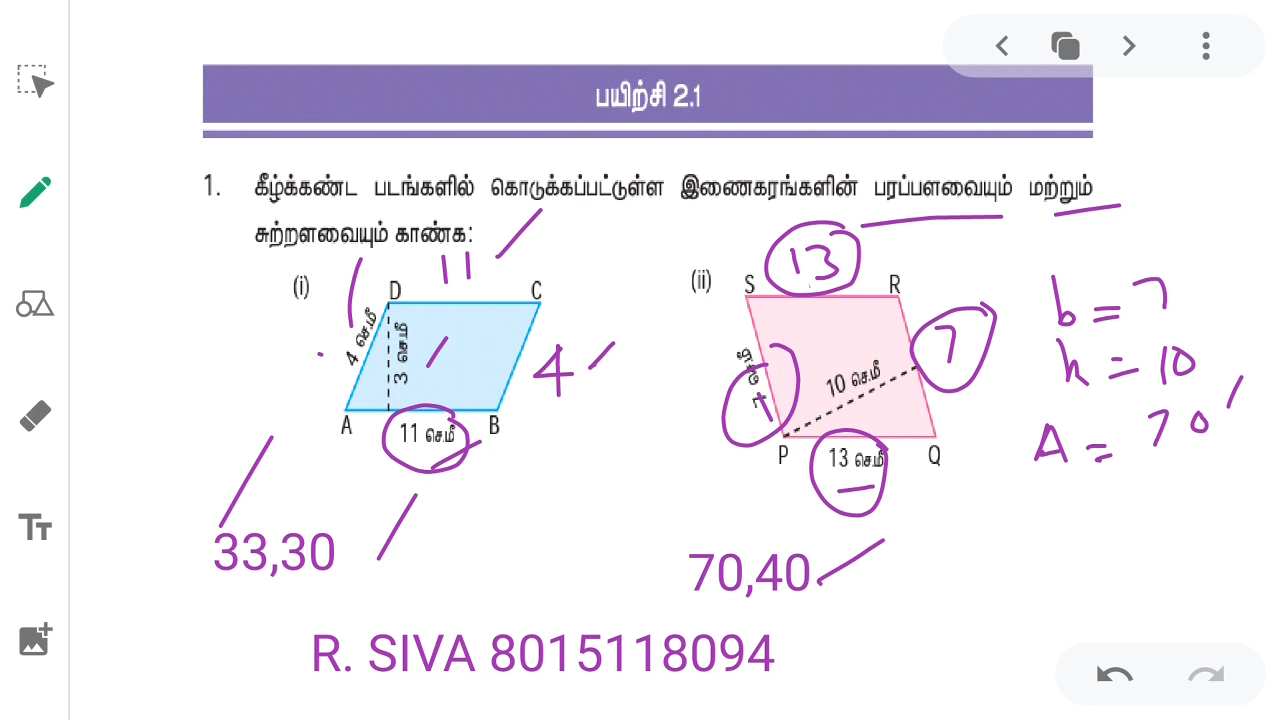 பயிற்சி 2.1
1. கீழ்க்கண்ட படங்களில் கொடுக்கப்பட்டுள்ள இணைகரங்களின் பரப்பளவையும் மற்றும்
சுற்றளவையும் காண்க:
(i)
11
D C
4 செ.மீ
3 செ.மீ
4
A B
11 செ.மீ
33,30
(ii)
13
S R
7 செ.மீ
10 செ.மீ
7
P Q
13 செ.மீ
b = 7
h = 10
A = 70
70,40
R. SIVA 8015118094
TT